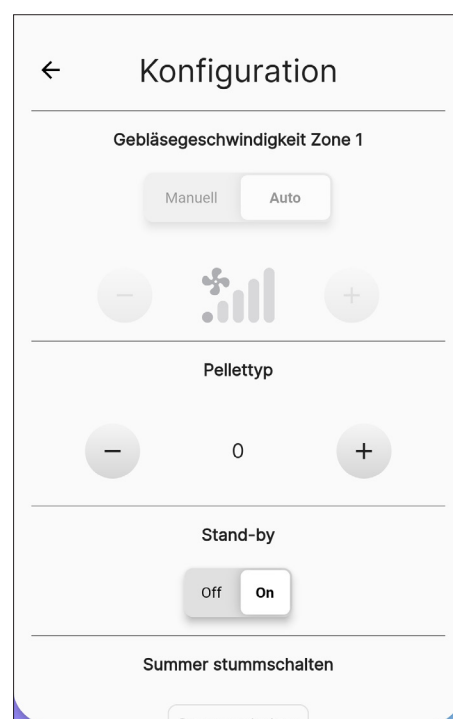 Konfiguration
Gebläsegeschwindigkeit Zone 1
Manuell Auto
Pellettyp
0
Stand-by
Off On
Summer stummschalten